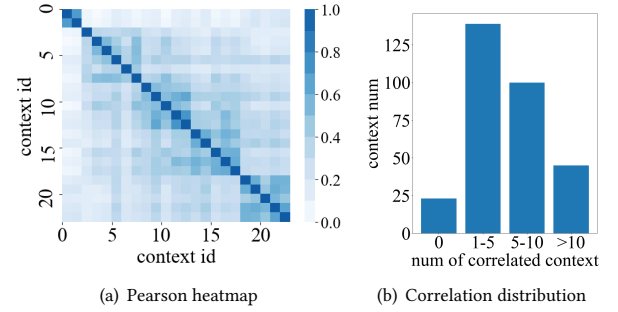 0
5
10
15
20
context id
0 5 10 15 20
context id
1.0
0.8
0.6
0.4
0.2
0.0
(a) Pearson heatmap
125
100
75
50
25
0
context num
0 1-5 5-10 >10
num of correlated context
(b) Correlation distribution